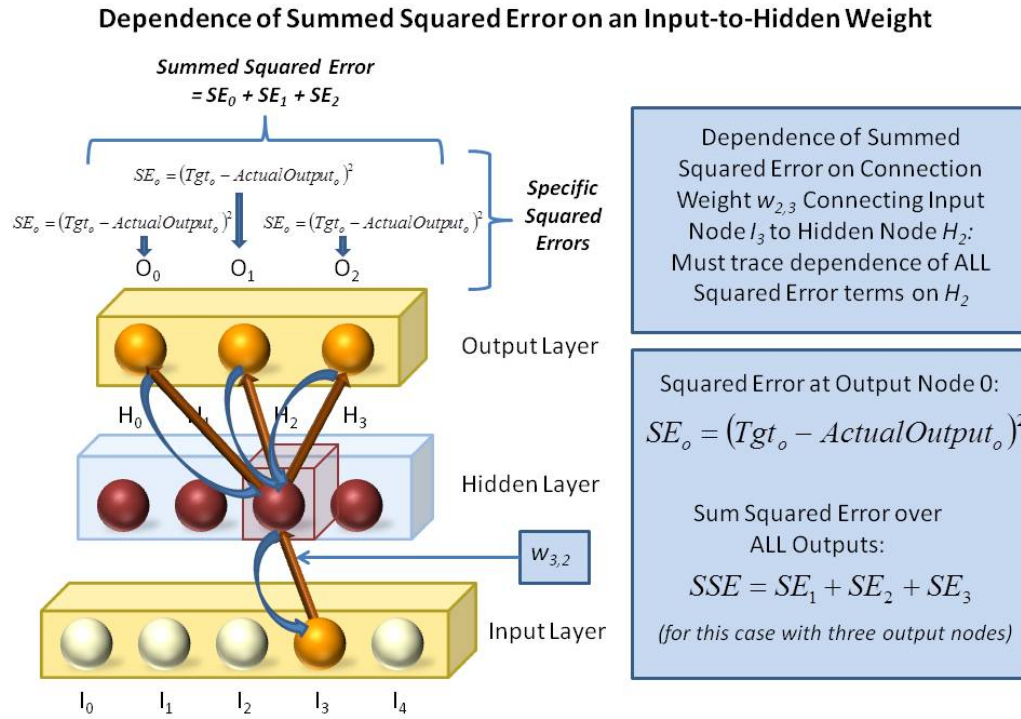 Dependence of Summed Squared Error on an Input-to-Hidden Weight
Summed Squared Error
= SE₀ + SE₁ + SE₂
SEₒ = (Tgtₒ – ActualOutputₒ)²
SEₒ = (Tgtₒ – ActualOutputₒ)²
SEₒ = (Tgtₒ – ActualOutputₒ)²
Specific
Squared
Errors
O₀
O₁
O₂
Output Layer
H₀
H₂
H₃
Hidden Layer
w₃,₂
Input Layer
I₀
I₁
I₂
I₃
I₄
Dependence of Summed
Squared Error on Connection
Weight w₂,₃ Connecting Input
Node I₃ to Hidden Node H₂:
Must trace dependence of ALL
Squared Error terms on H₂
Squared Error at Output Node 0:
SEₒ = (Tgtₒ – ActualOutputₒ)²
Sum Squared Error over
ALL Outputs:
SSE = SE₁ + SE₂ + SE₃
(for this case with three output nodes)